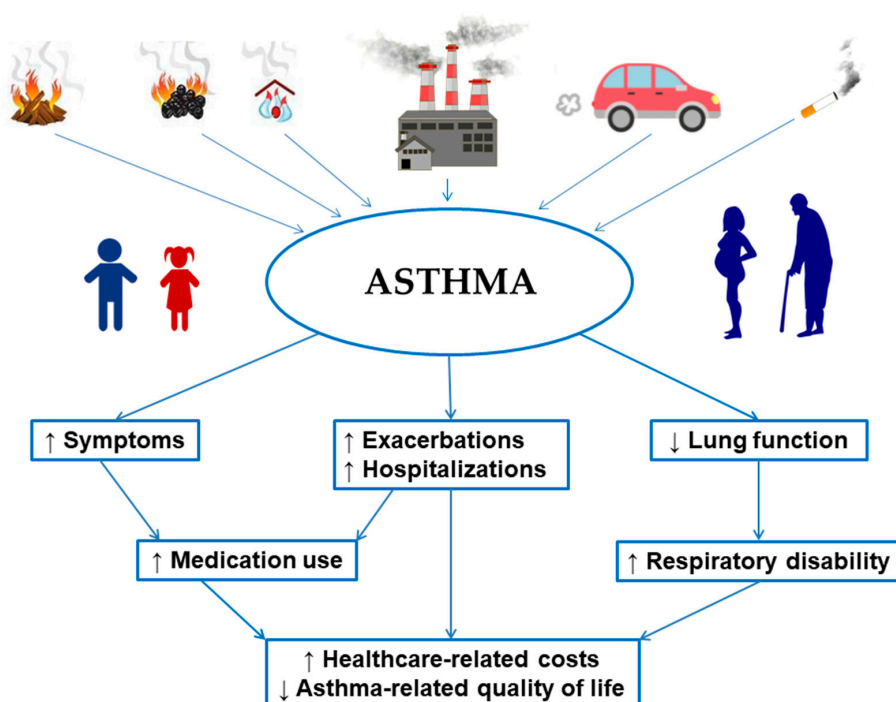 ASTHMA
↑ Symptoms
↑ Exacerbations
↑ Hospitalizations
↓ Lung function
↑ Medication use
↑ Respiratory disability
↑ Healthcare-related costs
↓ Asthma-related quality of life